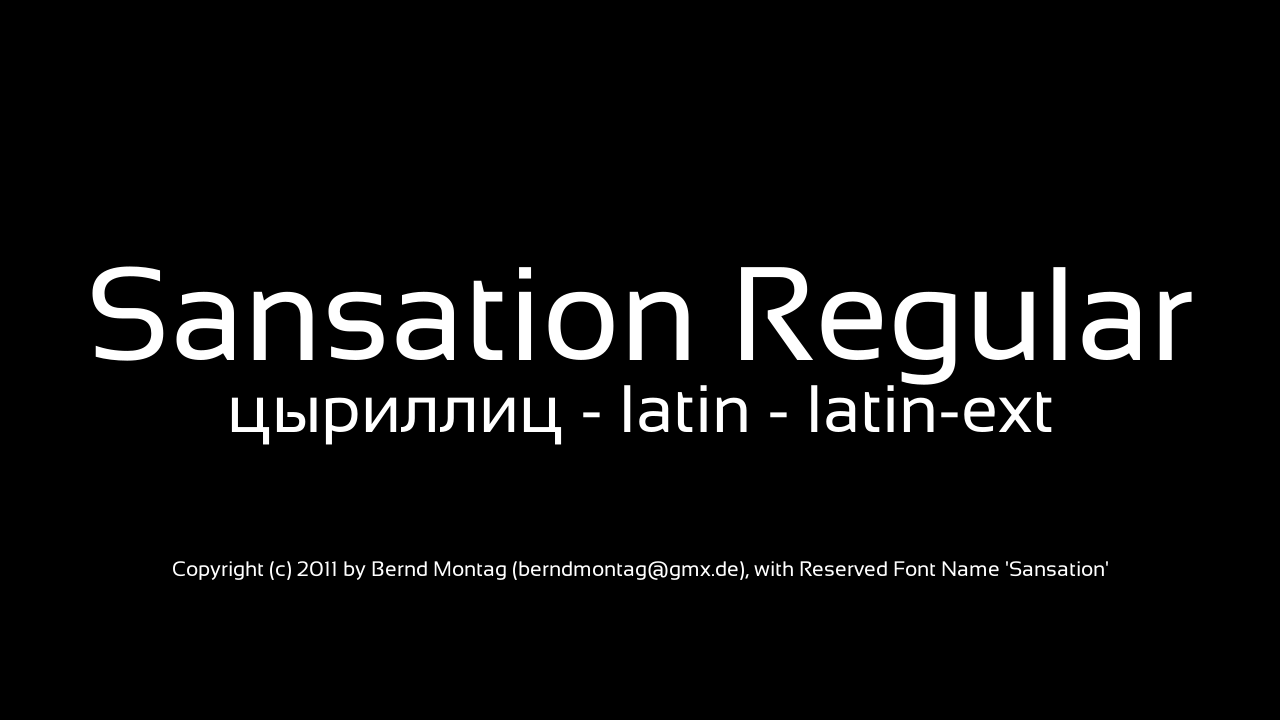 Sansation Regular
цыриллиц - latin - latin-ext
Copyright (c) 2011 by Bernd Montag (berndmontag@gmx.de), with Reserved Font Name 'Sansation'